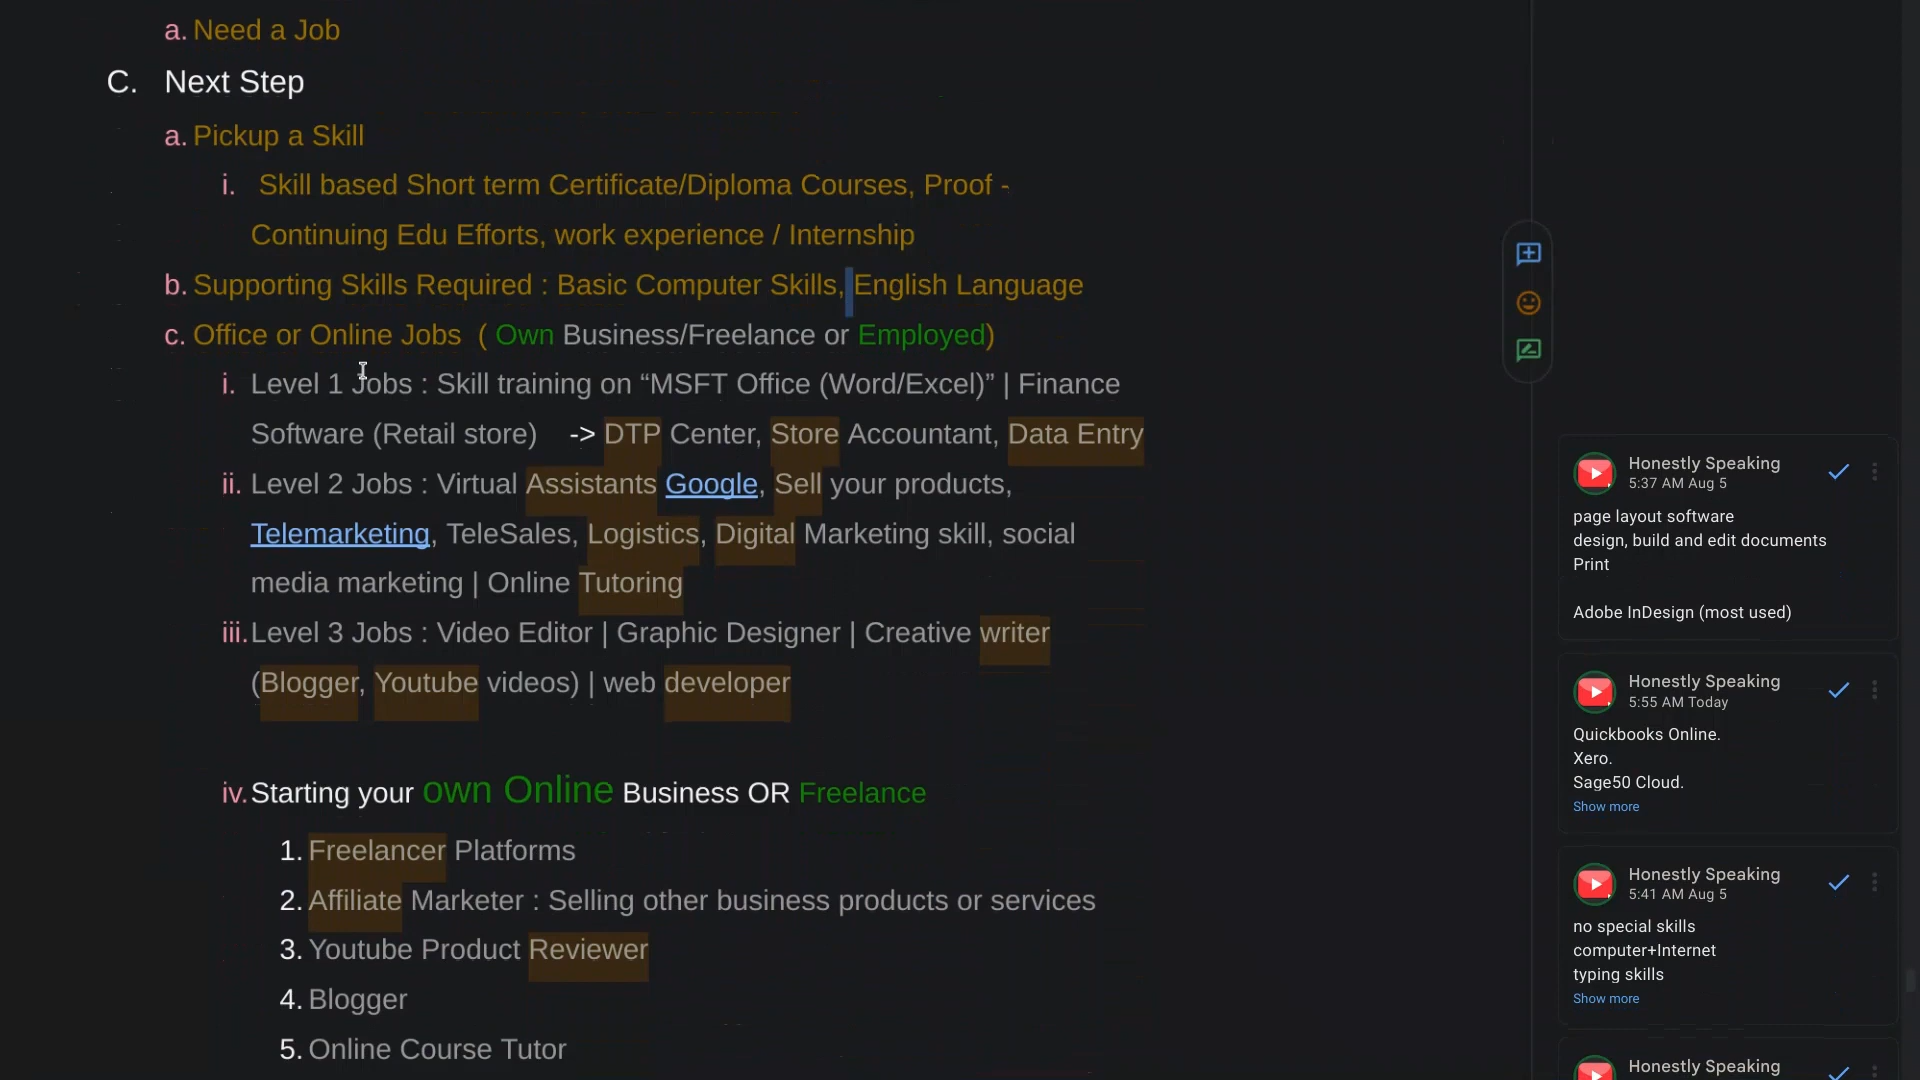 a. Need a Job
C. Next Step
a. Pickup a Skill
i. Skill based Short term Certificate/Diploma Courses, Proof -
Continuing Edu Efforts, work experience / Internship
b. Supporting Skills Required : Basic Computer Skills, English Language
c. Office or Online Jobs ( Own Business/Freelance or Employed)
i. Level 1 Jobs : Skill training on “MSFT Office (Word/Excel)” | Finance
Software (Retail store) -> DTP Center, Store Accountant, Data Entry
ii. Level 2 Jobs : Virtual Assistants Google, Sell your products,
Telemarketing, TeleSales, Logistics, Digital Marketing skill, social
media marketing | Online Tutoring
iii. Level 3 Jobs : Video Editor | Graphic Designer | Creative writer
(Blogger, Youtube videos) | web developer
iv. Starting your own Online Business OR Freelance
1. Freelancer Platforms
2. Affiliate Marketer : Selling other business products or services
3. Youtube Product Reviewer
4. Blogger
5. Online Course Tutor
Honestly Speaking
5:37 AM Aug 5
page layout software
design, build and edit documents
Print
Adobe InDesign (most used)
Honestly Speaking
5:55 AM Today
Quickbooks Online.
Xero.
Sage50 Cloud.
Show more
Honestly Speaking
5:41 AM Aug 5
no special skills
computer+Internet
typing skills
Show more
Honestly Speaking